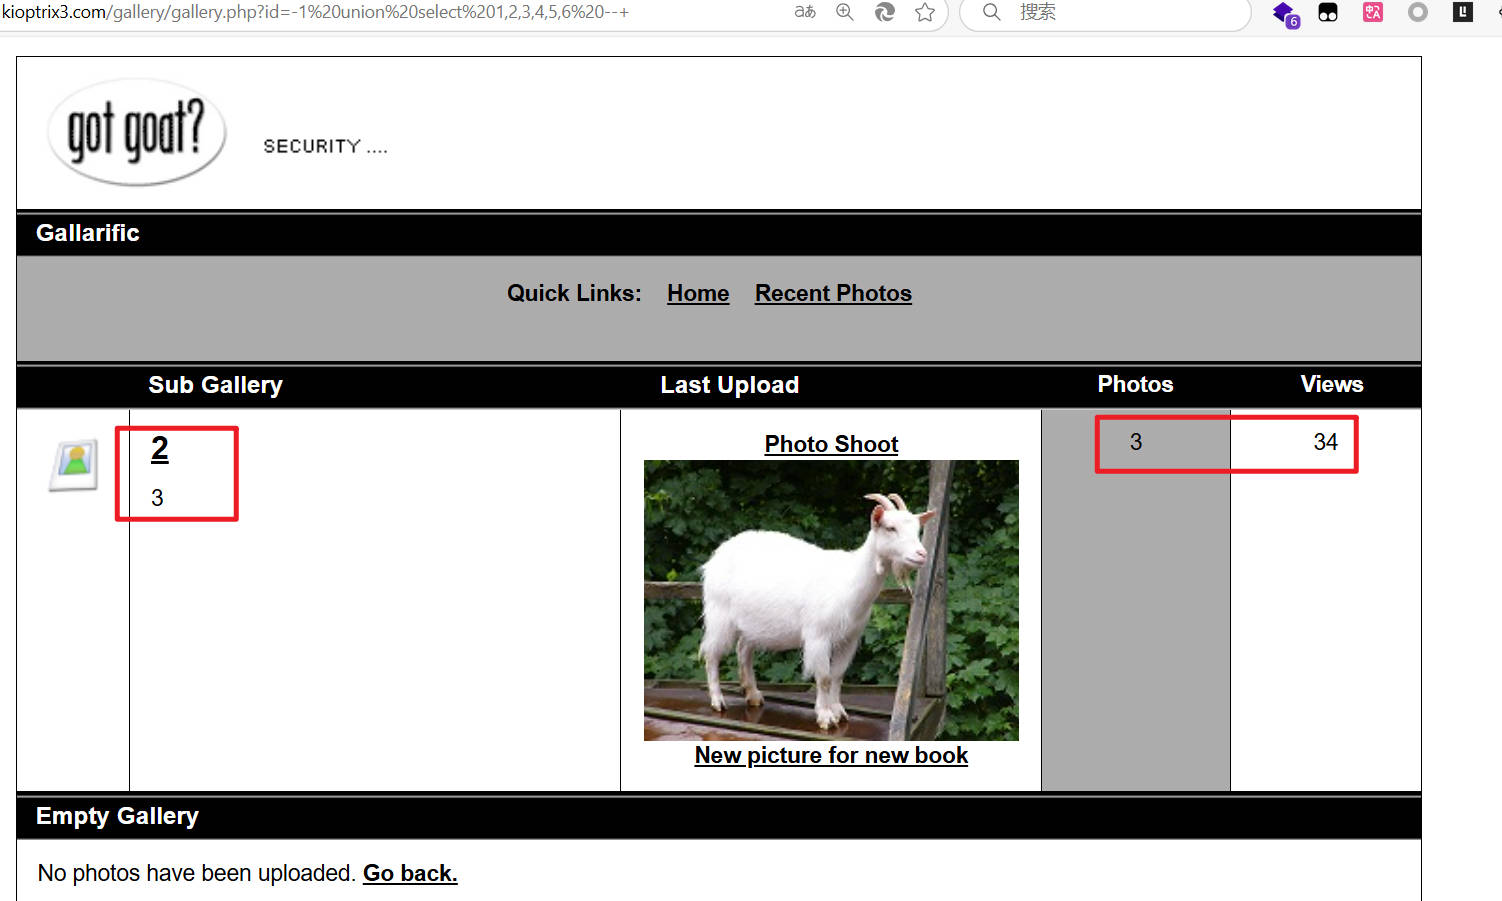 kioptrix3.com/gallery/gallery.php?id=-1%20union%20select%201,2,3,4,5,6%20--+
aあ
搜索
6
got goat?
SECURITY ....
Gallarific
Quick Links: Home Recent Photos
Sub Gallery Last Upload Photos Views
2
3
Photo Shoot
3 34
New picture for new book
Empty Gallery
No photos have been uploaded. Go back.